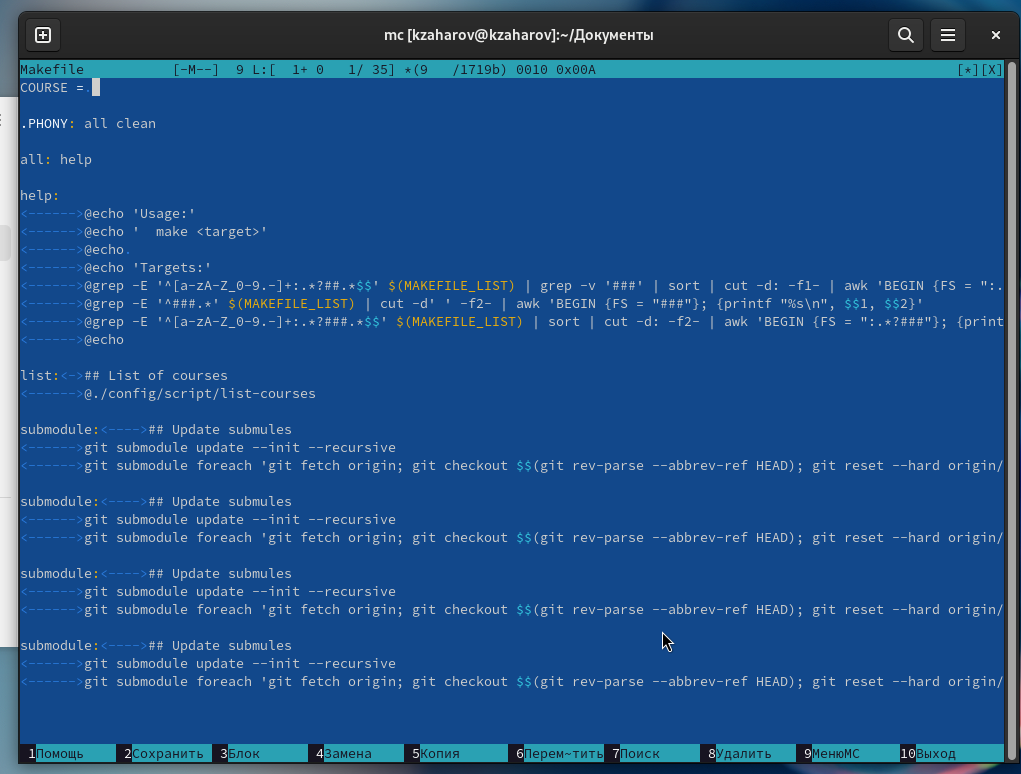 mc [kzaharov@kzaharov]:~/Документы
Makefile [-M--] 9 L:[ 1+ 0 1/ 35] *(9 /1719b) 0010 0x00A [*][X]
COURSE =.
.PHONY: all clean
all: help
help:
<------>@echo 'Usage:'
<------>@echo '  make <target>'
<------>@echo.
<------>@echo 'Targets:'
<------>@grep -E '^[a-zA-Z_0-9.-]+:.*?##.*$$' $(MAKEFILE_LIST) | grep -v '###' | sort | cut -d: -f1- | awk 'BEGIN {FS = ":.
<------>@grep -E '^###.*' $(MAKEFILE_LIST) | cut -d' ' -f2- | awk 'BEGIN {FS = "###"}; {printf "%s\n", $$1, $$2}'
<------>@grep -E '^[a-zA-Z_0-9.-]+:.*?###.*$$' $(MAKEFILE_LIST) | sort | cut -d: -f2- | awk 'BEGIN {FS = ":.*?###"}; {print
<------>@echo
list:<->## List of courses
<------>@./config/script/list-courses
submodule:<---->## Update submules
<------>git submodule update --init --recursive
<------>git submodule foreach 'git fetch origin; git checkout $$(git rev-parse --abbrev-ref HEAD); git reset --hard origin/
submodule:<---->## Update submules
<------>git submodule update --init --recursive
<------>git submodule foreach 'git fetch origin; git checkout $$(git rev-parse --abbrev-ref HEAD); git reset --hard origin/
submodule:<---->## Update submules
<------>git submodule update --init --recursive
<------>git submodule foreach 'git fetch origin; git checkout $$(git rev-parse --abbrev-ref HEAD); git reset --hard origin/
submodule:<---->## Update submules
<------>git submodule update --init --recursive
<------>git submodule foreach 'git fetch origin; git checkout $$(git rev-parse --abbrev-ref HEAD); git reset --hard origin/
1Помощь 2Сохранить 3Блок 4Замена 5Копия 6Перем~тить 7Поиск 8Удалить 9МенюМС 10Выход